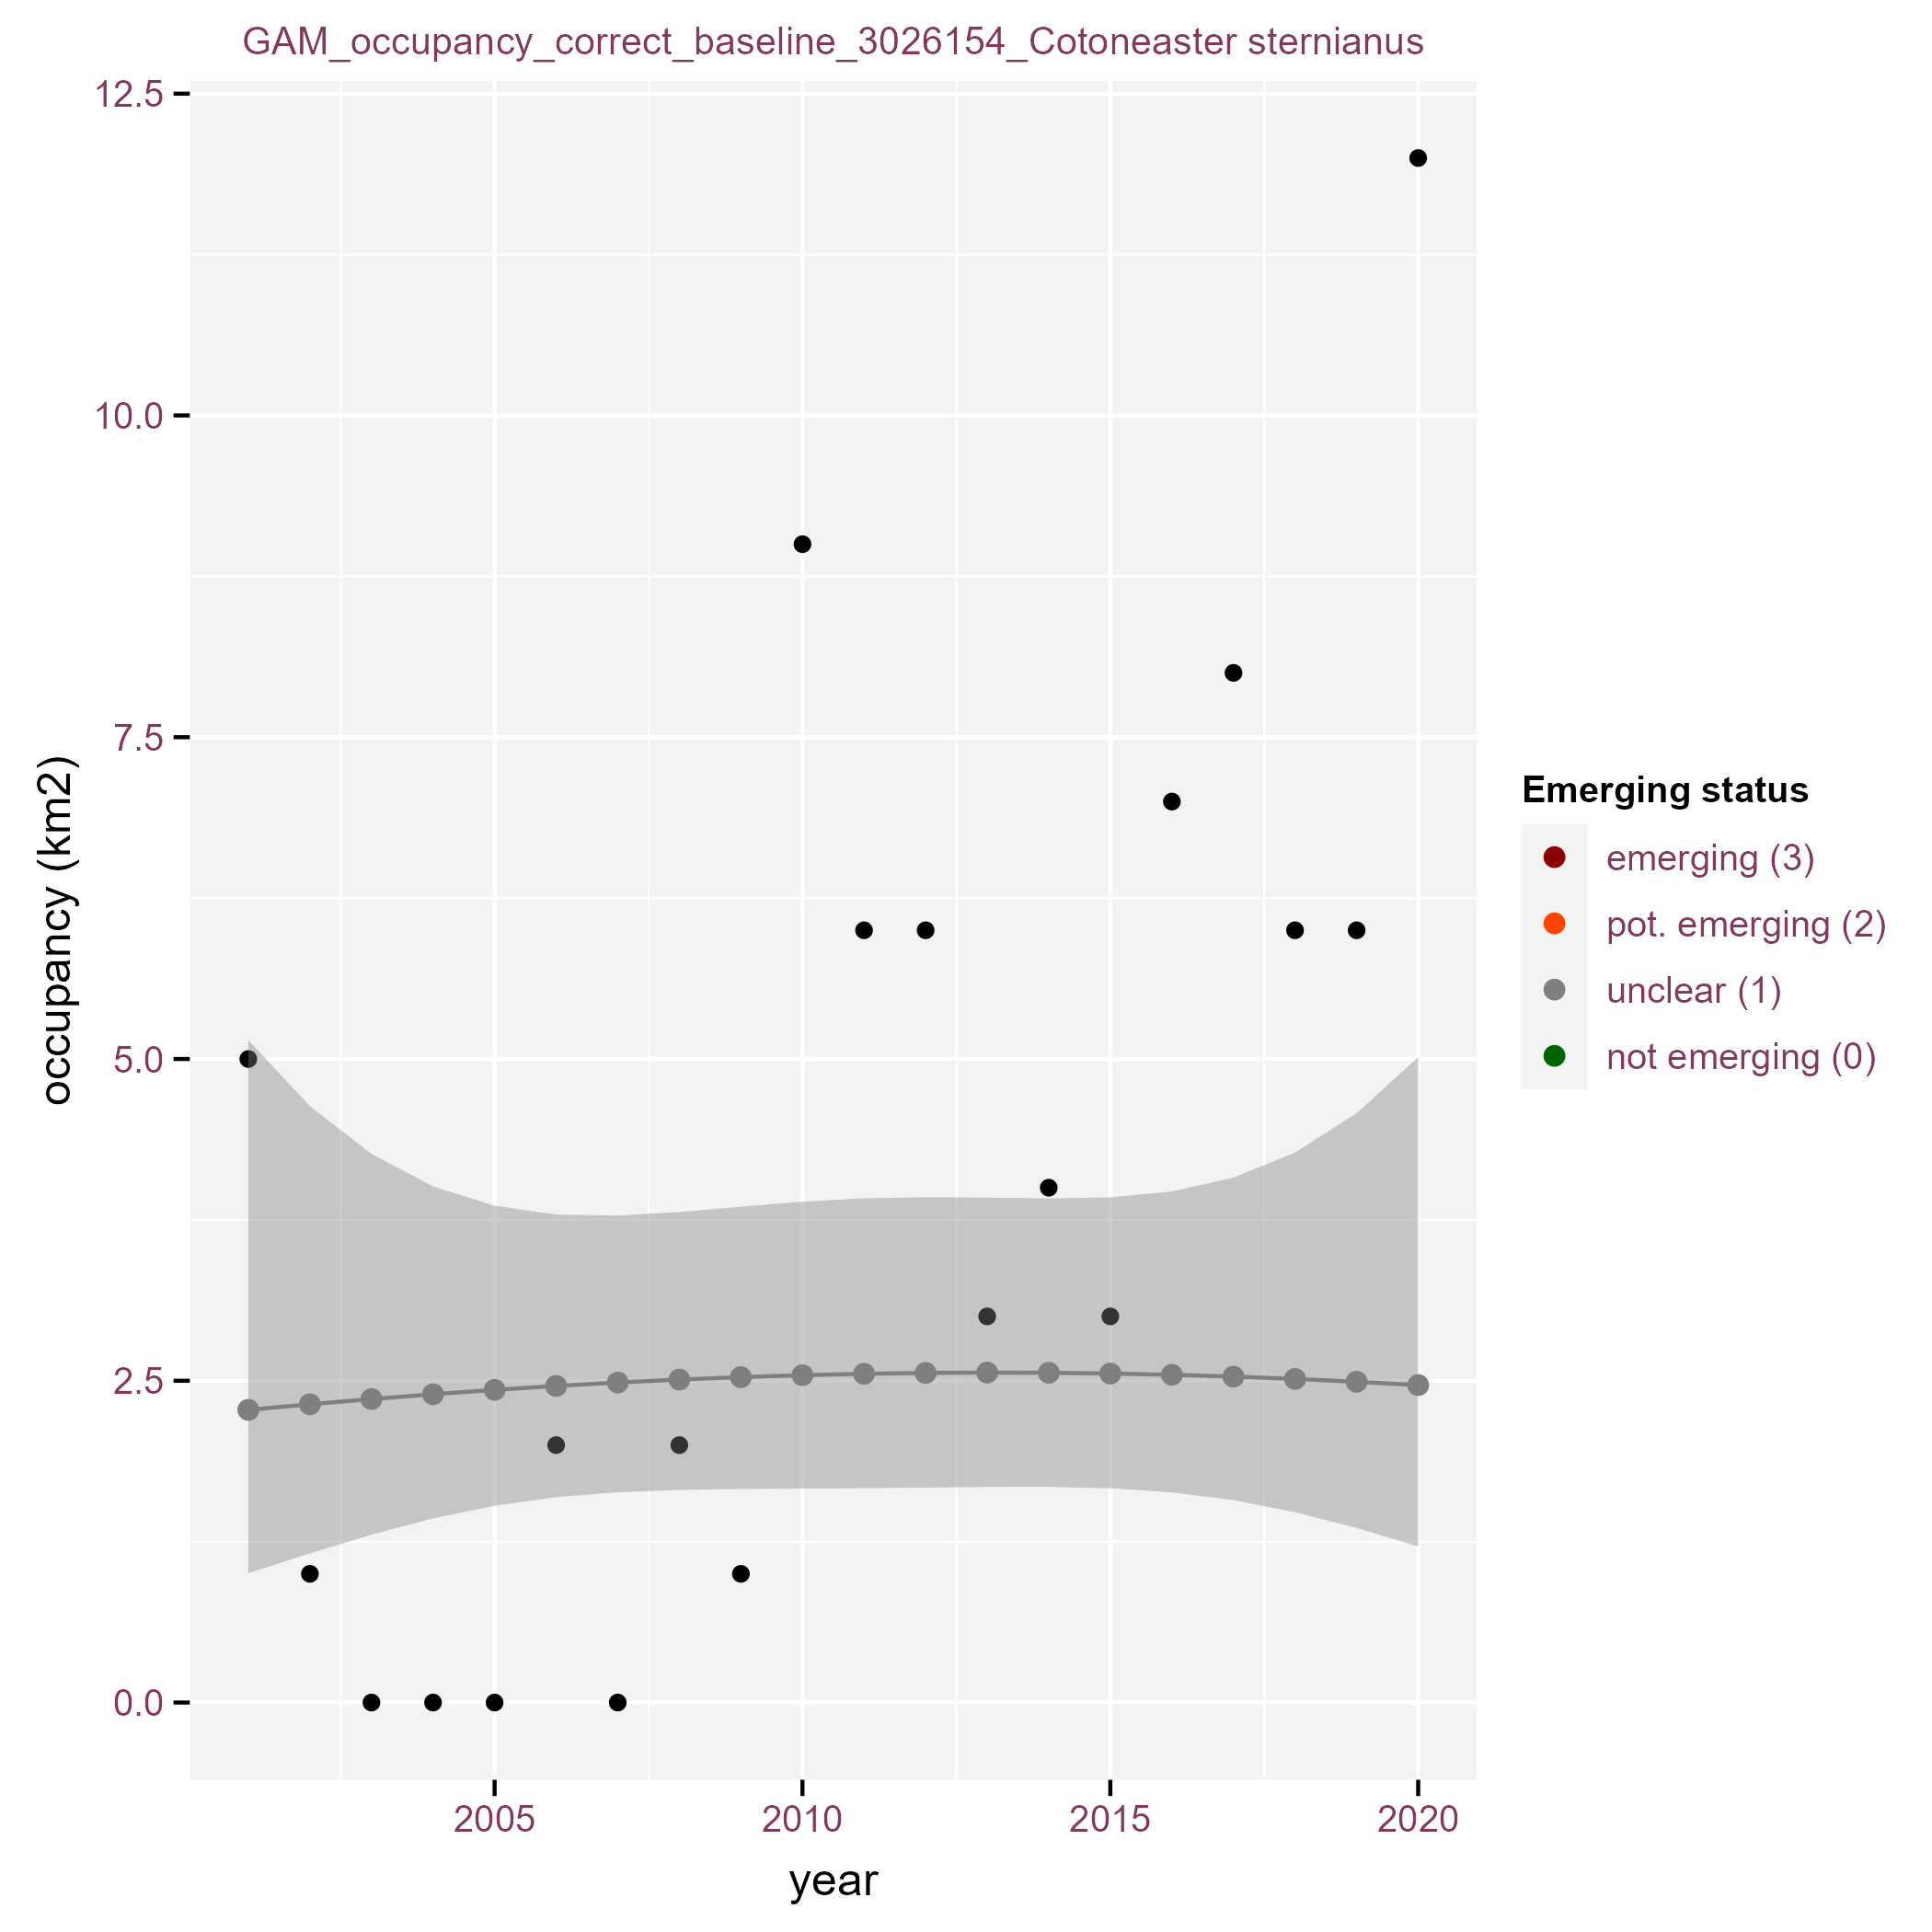 GAM_occupancy_correct_baseline_3026154_Cotoneaster sternianus
12.5
10.0
7.5
5.0
2.5
0.0
occupancy (km2)
2005
2010
2015
2020
year
Emerging status
emerging (3)
pot. emerging (2)
unclear (1)
not emerging (0)